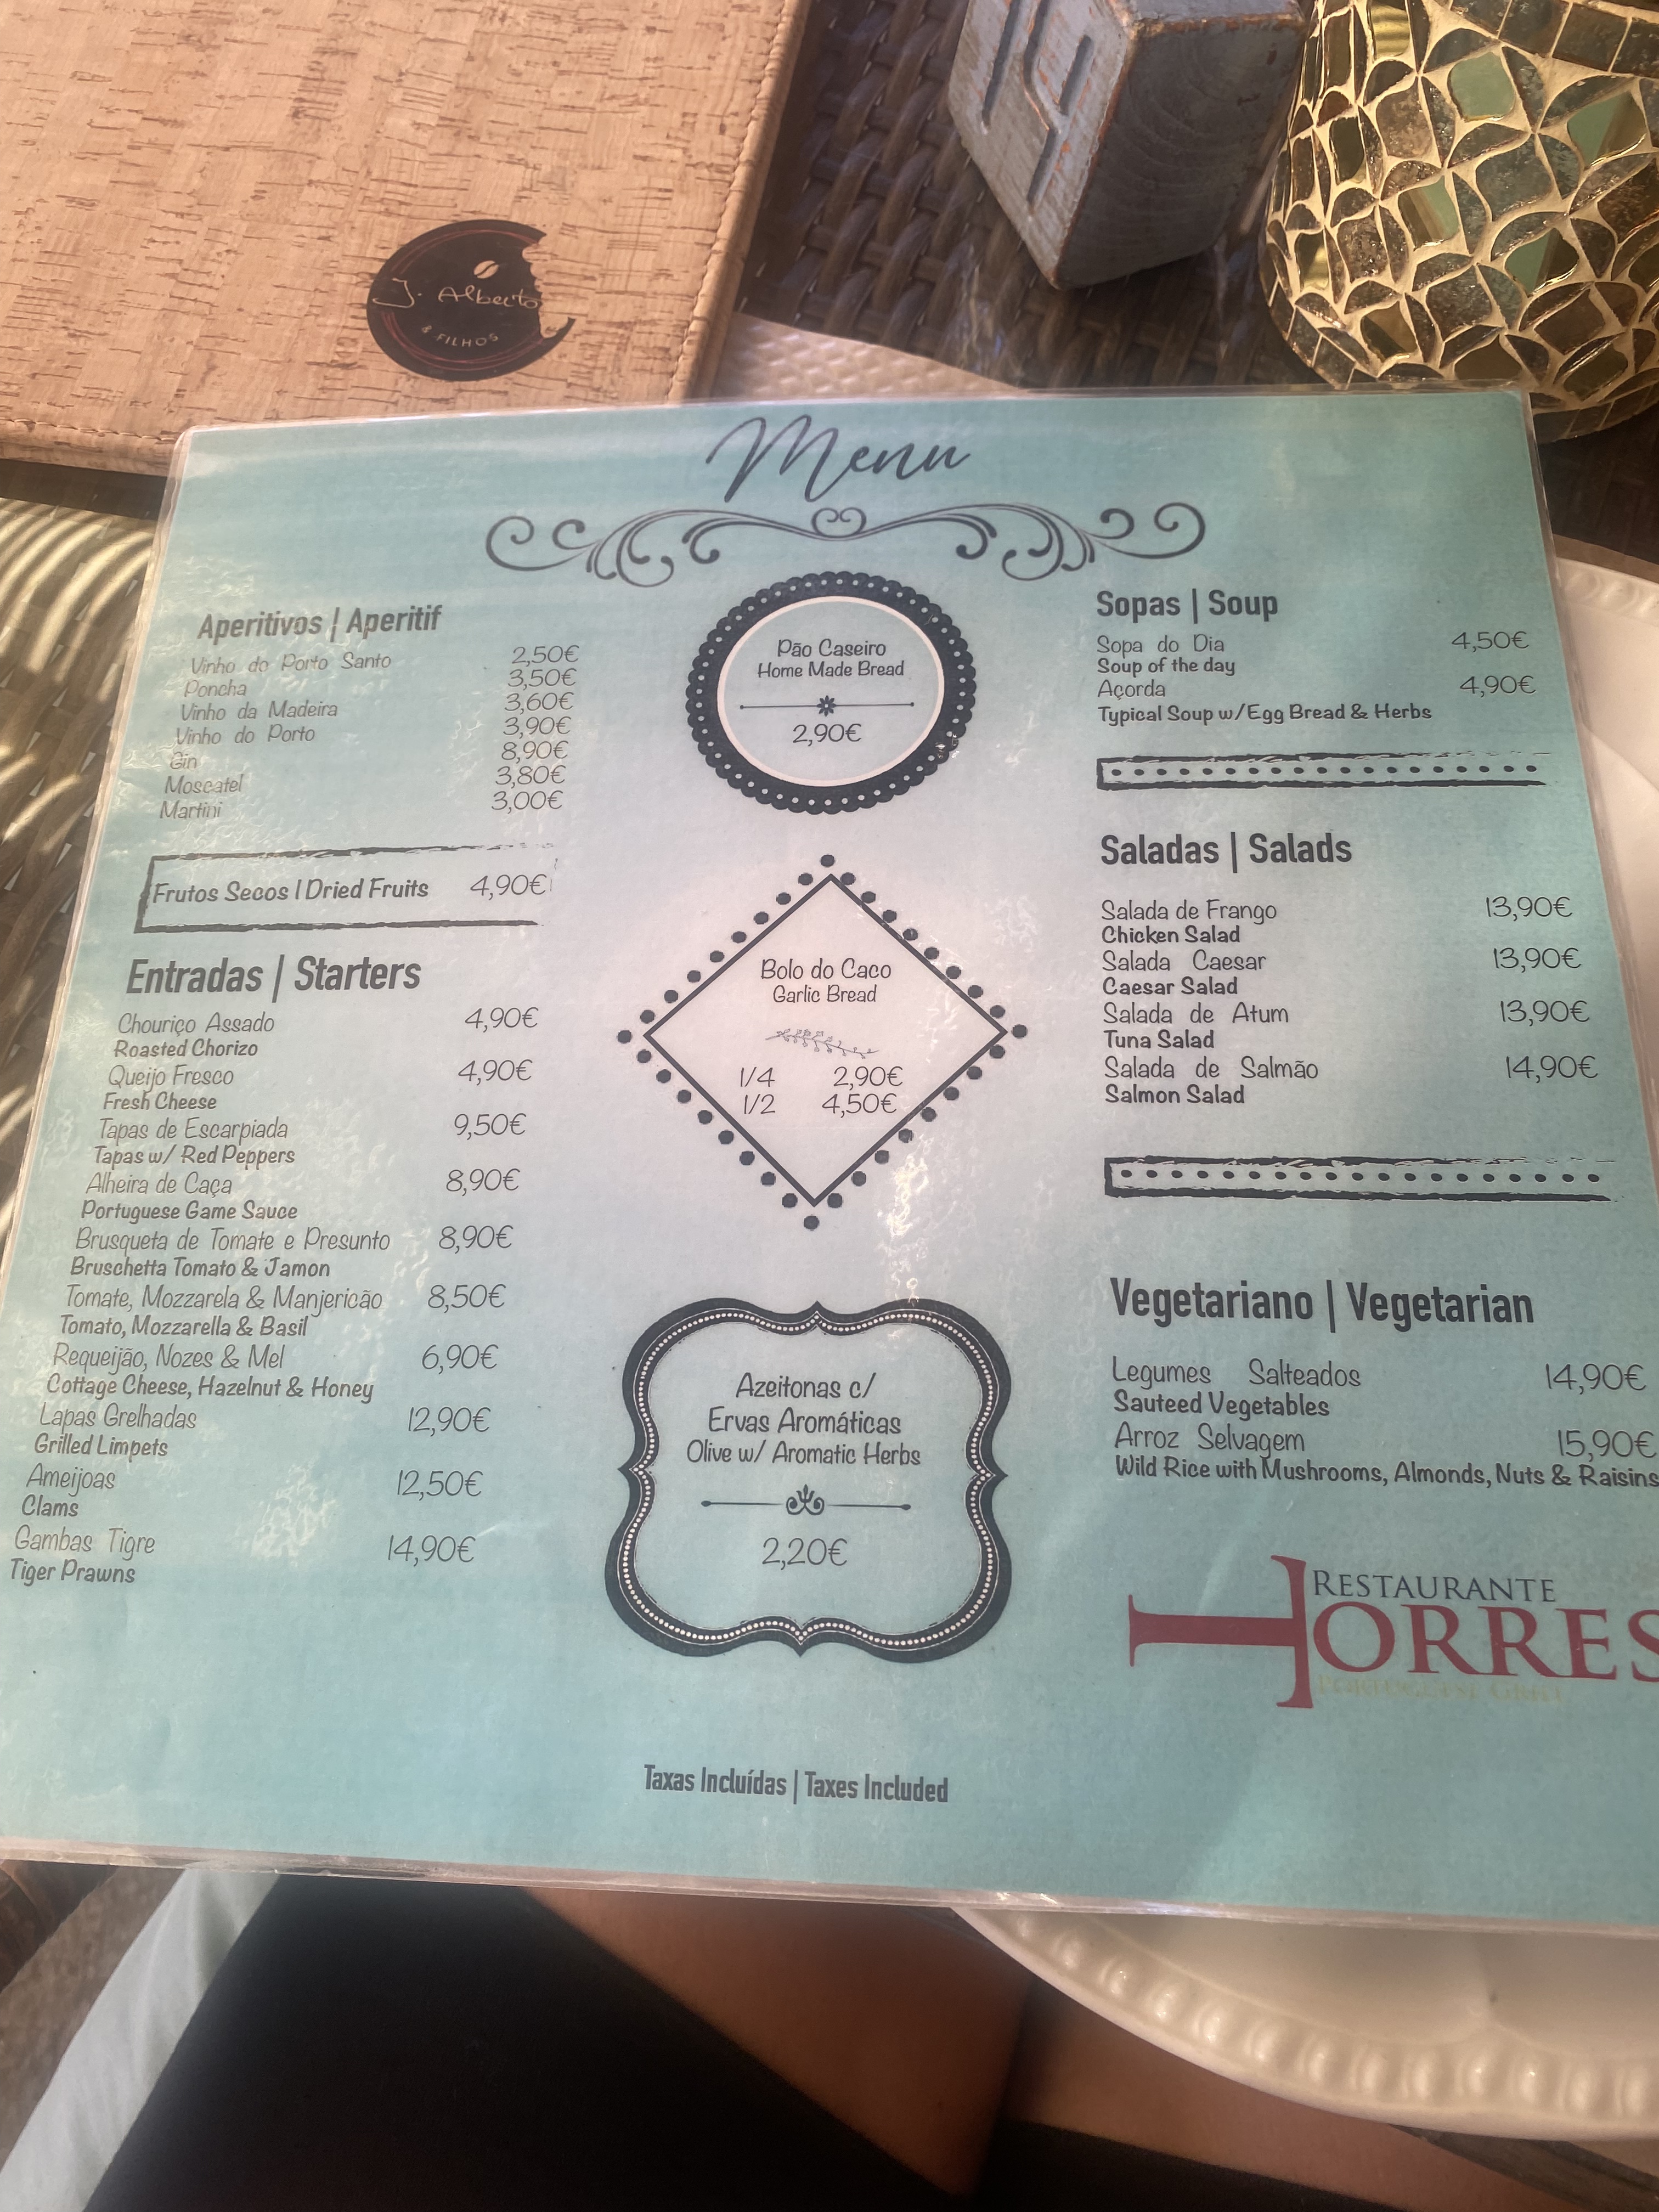 J. Alberto
& FILHOS
Menu
Aperitivos | Aperitif
Vinho do Porto Santo 2,50€
Poncha 3,50€
Vinho da Madeira 3,60€
Vinho do Porto 3,90€
Gin 8,90€
Moscatel 3,80€
Martini 3,00€
Frutos Secos | Dried Fruits 4,90€
Entradas | Starters
Chouriço Assado 4,90€
Roasted Chorizo
Queijo Fresco 4,90€
Fresh Cheese
Tapas de Escarpiada 9,50€
Tapas w/ Red Peppers
Alheira de Caça 8,90€
Portuguese Game Sauce
Brusqueta de Tomate e Presunto 8,90€
Bruschetta Tomato & Jamon
Tomate, Mozzarela & Manjericão 8,50€
Tomato, Mozzarella & Basil
Requeijão, Nozes & Mel 6,90€
Cottage Cheese, Hazelnut & Honey
Lapas Grelhadas 12,90€
Grilled Limpets
Ameijoas 12,50€
Clams
Gambas Tigre 14,90€
Tiger Prawns
Pão Caseiro
Home Made Bread
2,90€
Bolo do Caco
Garlic Bread
1/4 2,90€
1/2 4,50€
Azeitonas c/
Ervas Aromáticas
Olive w/ Aromatic Herbs
2,20€
Sopas | Soup
Sopa do Dia 4,50€
Soup of the day
Açorda 4,90€
Typical Soup w/Egg Bread & Herbs
Saladas | Salads
Salada de Frango 13,90€
Chicken Salad
Salada Caesar 13,90€
Caesar Salad
Salada de Atum 13,90€
Tuna Salad
Salada de Salmão 14,90€
Salmon Salad
Vegetariano | Vegetarian
Legumes Salteados 14,90€
Sauteed Vegetables
Arroz Selvagem 15,90€
Wild Rice with Mushrooms, Almonds, Nuts & Raisins
RESTAURANTE
TORRES
Taxas Incluídas | Taxes Included